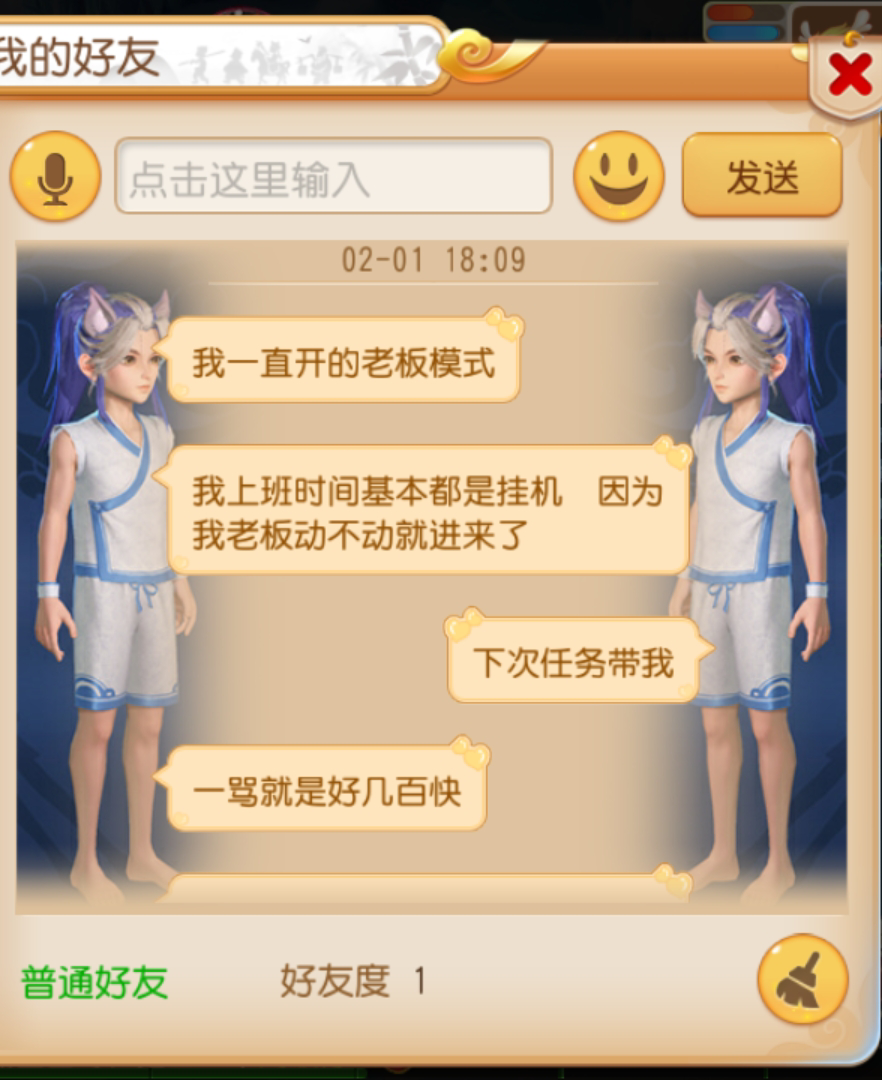 我的好友
点击这里输入
发送
02-01 18:09
我一直开的老板模式
我上班时间基本都是挂机 因为
我老板动不动就进来了
下次任务带我
一骂就是好几百快
普通好友
好友度 1